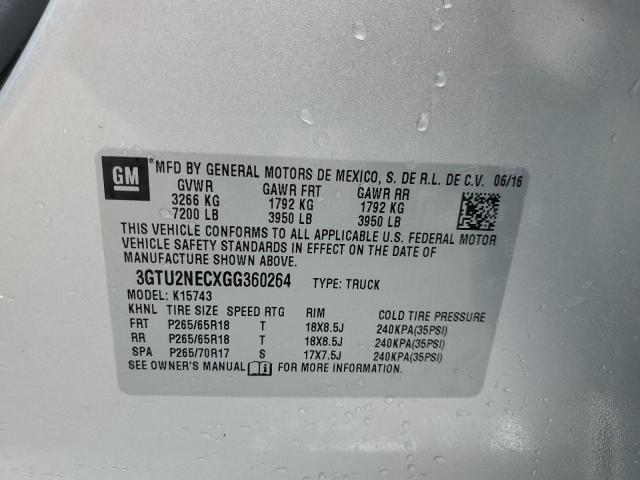 GM
*MFD BY GENERAL MOTORS DE MEXICO, S. DE R.L. DE C.V. 06/16
GVWR GAWR FRT GAWR RR
3266 KG 1792 KG 1792 KG
7200 LB 3950 LB 3950 LB
THIS VEHICLE CONFORMS TO ALL APPLICABLE U.S. FEDERAL MOTOR
VEHICLE SAFETY STANDARDS IN EFFECT ON THE DATE OF
MANUFACTURE SHOWN ABOVE.
3GTU2NECXGG360264 TYPE: TRUCK
MODEL: K15743
KHNL TIRE SIZE SPEED RTG RIM COLD TIRE PRESSURE
FRT P265/65R18 T 18X8.5J 240KPA(35PSI)
RR P265/65R18 T 18X8.5J 240KPA(35PSI)
SPA P265/70R17 S 17X7.5J 240KPA(35PSI)
SEE OWNER'S MANUAL FOR MORE INFORMATION.